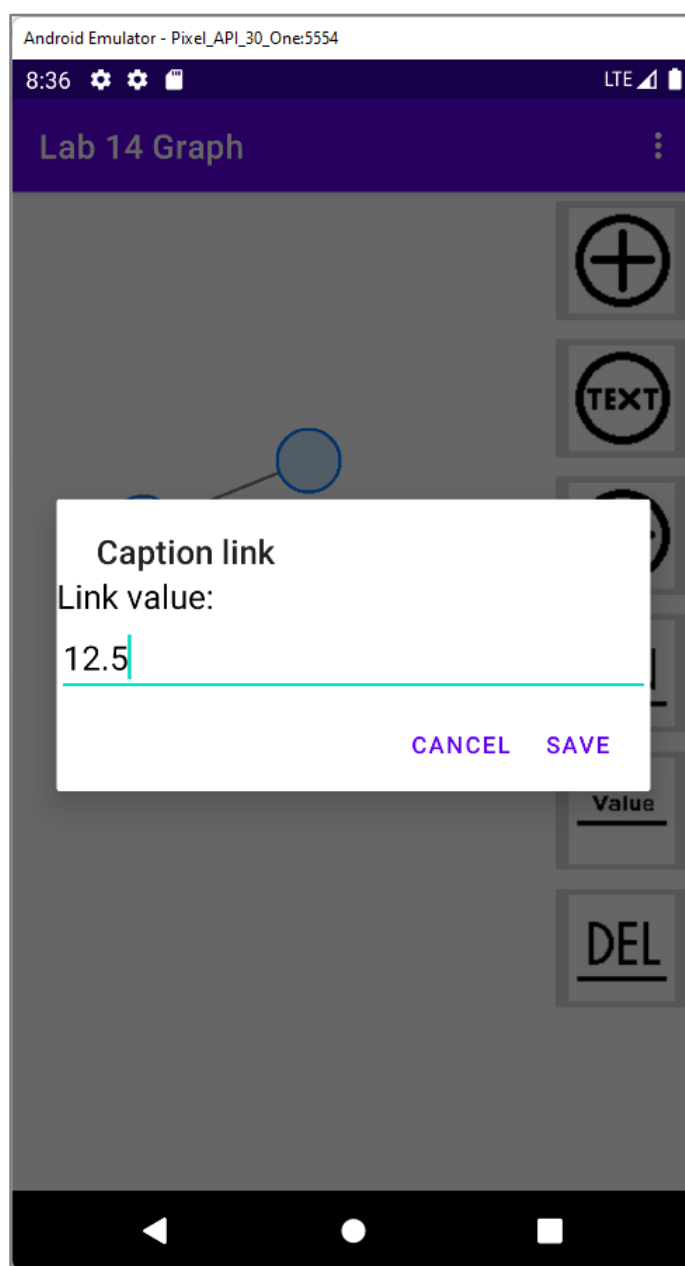 Android Emulator - Pixel_API_30_One:5554
8:36 LTE
Lab 14 Graph
TEXT
Caption link
Link value:
12.5
CANCEL SAVE
Value
DEL